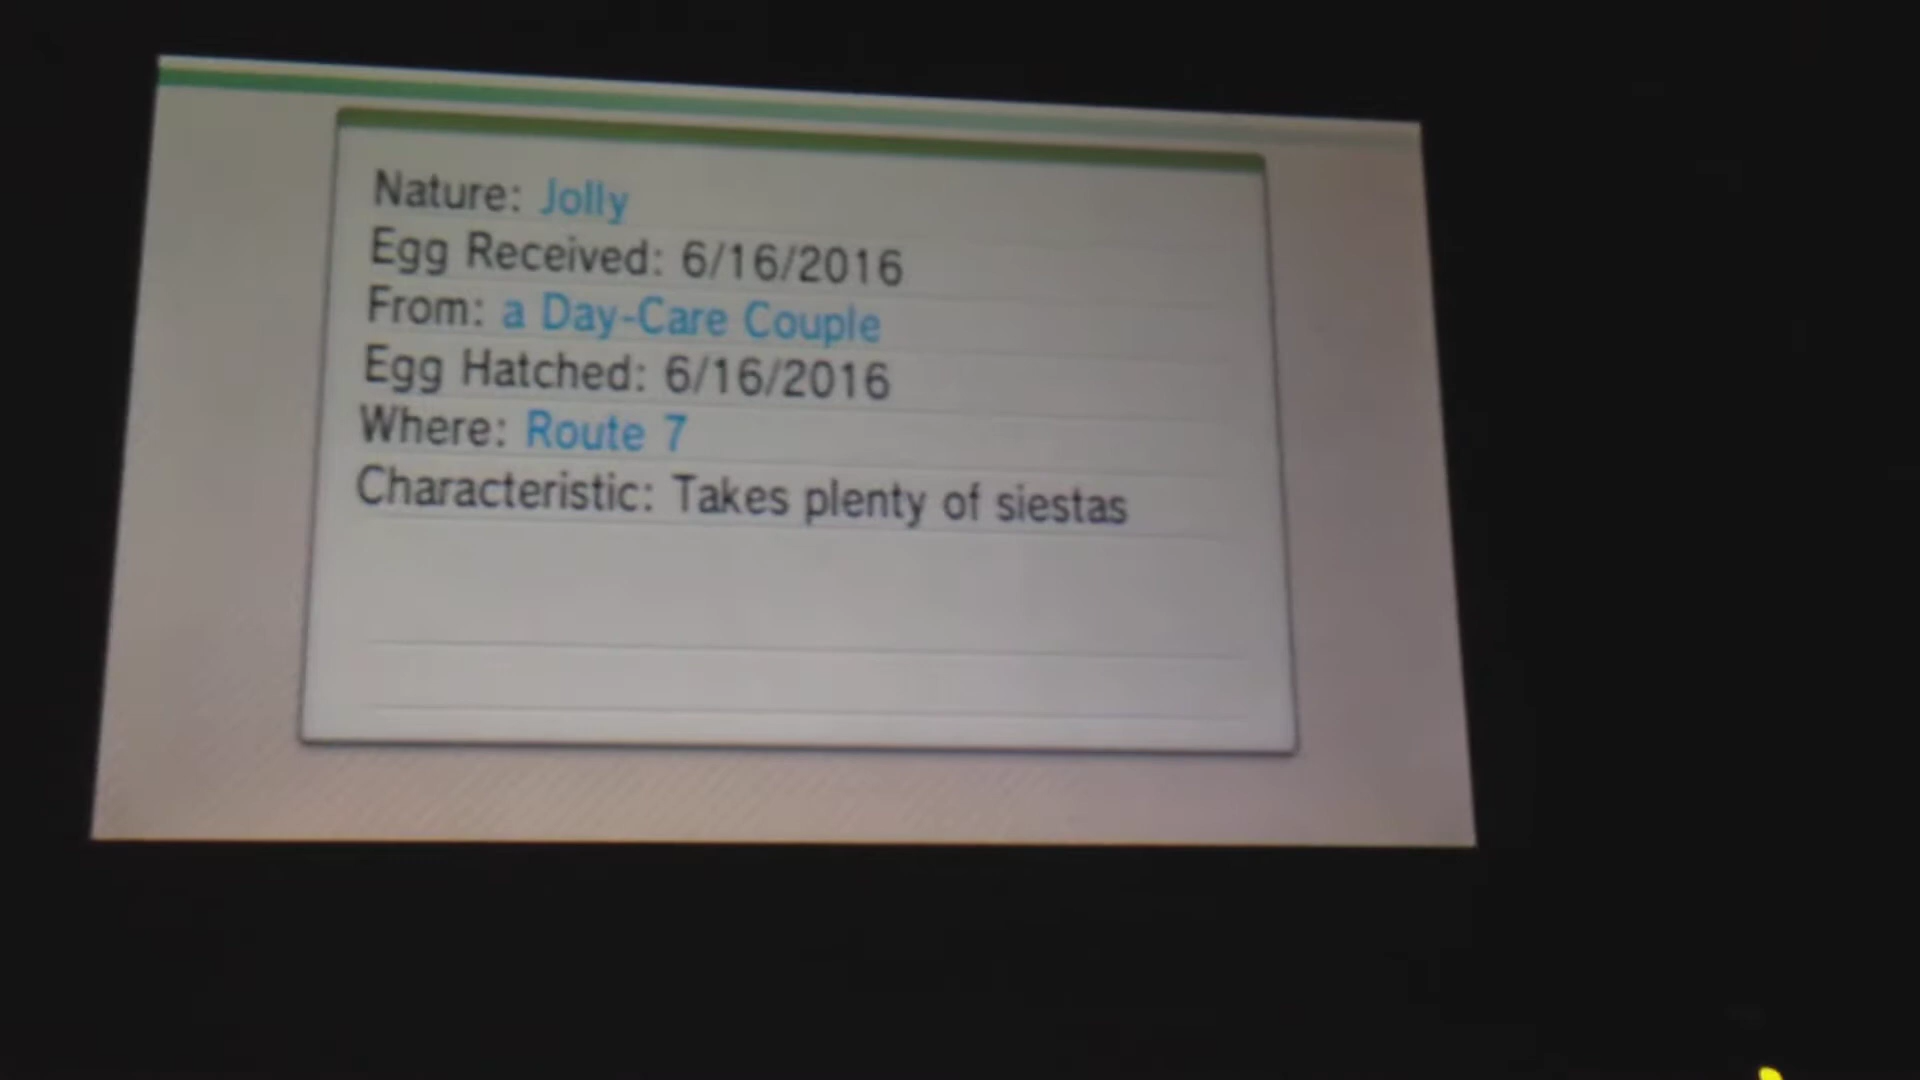 Nature: Jolly
Egg Received: 6/16/2016
From: a Day-Care Couple
Egg Hatched: 6/16/2016
Where: Route 7
Characteristic: Takes plenty of siestas